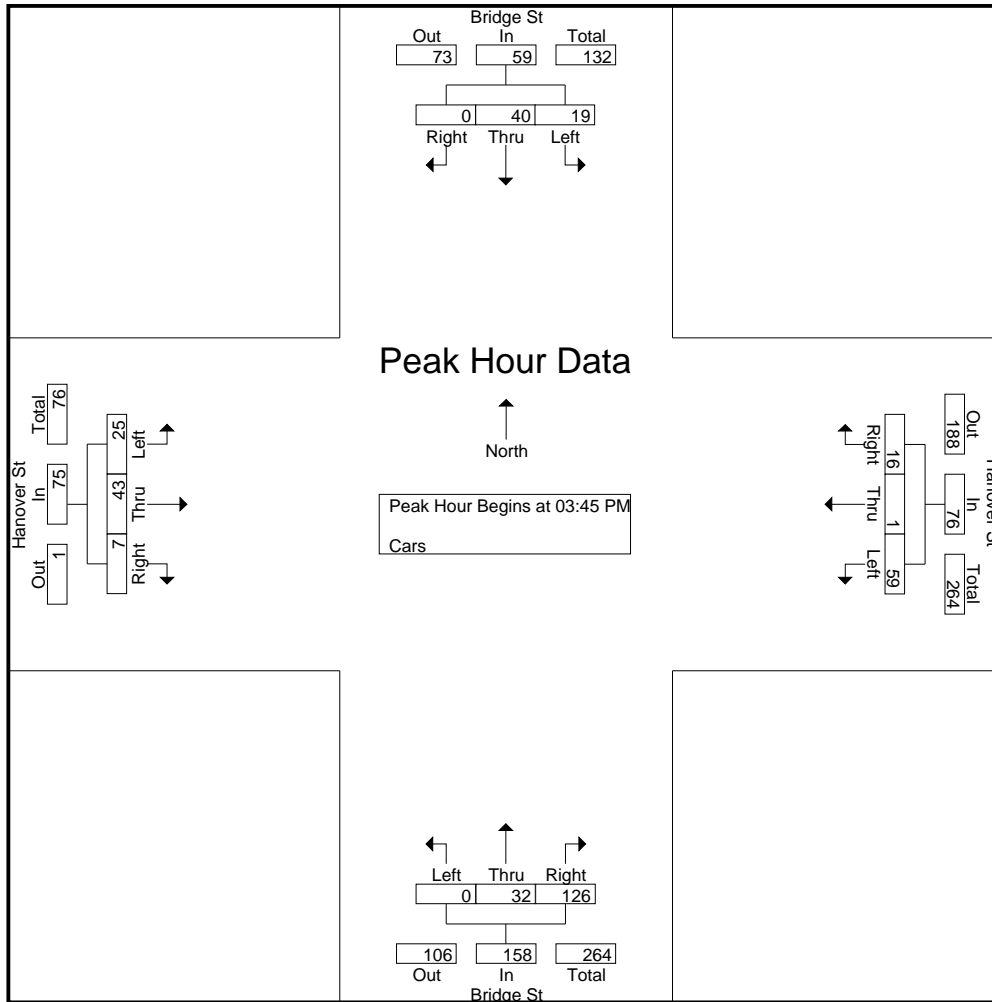 Bridge St
Out In Total
73 59 132
0 40 19
Right Thru Left
Peak Hour Data
North
Peak Hour Begins at 03:45 PM
Cars
Hanover St
Total In Out
76 75 1
25 43 7
Left Thru Right
Hanover St
Out In Total
188 76 264
16 1 59
Right Thru Left
Left Thru Right
0 32 126
106 158 264
Out In Total
Bridge St